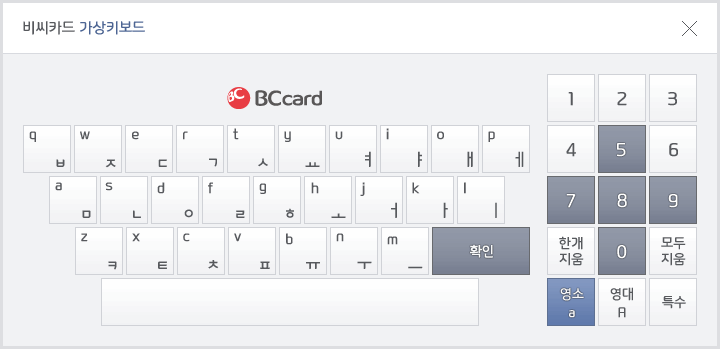 비씨카드 가상키보드
BCcard
1 2 3
q ㅂ w ㅈ e ㄷ r ㄱ t ㅅ y ㅛ u ㅕ i ㅑ o ㅐ p ㅔ
4 5 6
a ㅁ s ㄴ d ㅇ f ㄹ g ㅎ h ㅗ j ㅓ k ㅏ l ㅣ
7 8 9
z ㅋ x ㅌ c ㅊ v ㅍ b ㅠ n ㅜ m ㅡ 확인
한개
지움
0
모두
지움
영소
a
영대
A
특수